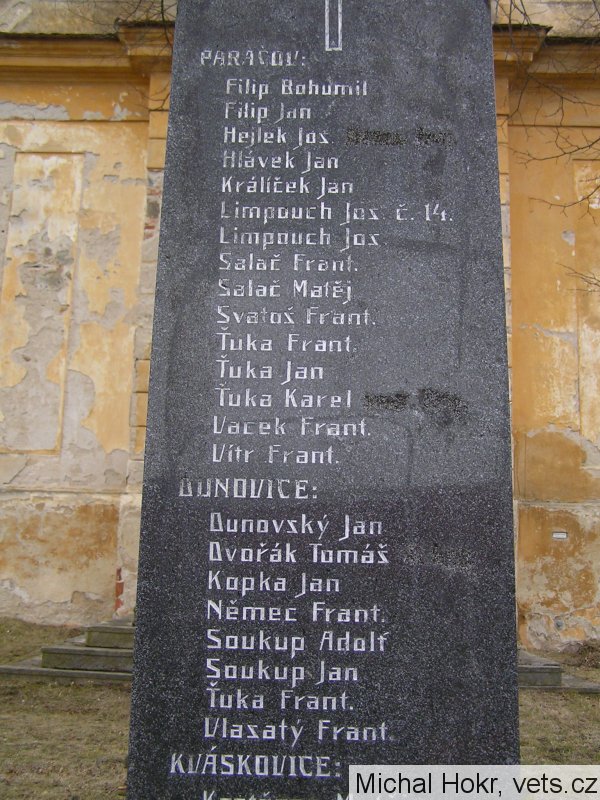 PARAČOV:
Filip Bohumil
Filip Jan
Hejlek Jos.
Hlávek Jan
Králíček Jan
Limpouch Jos. č. 14.
Limpouch Jos.
Salač Frant.
Salač Matěj
Svatoš Frant.
Ťuka Frant.
Ťuka Jan
Ťuka Karel
Vacek Frant.
Vítr Frant.
DUNOVICE:
Dunovský Jan
Dvořák Tomáš
Kopka Jan
Němec Frant.
Soukup Adolf
Soukup Jan
Ťuka Frant.
Vlasatý Frant.
KVÁSKOVICE:
Michal Hokr, vets.cz